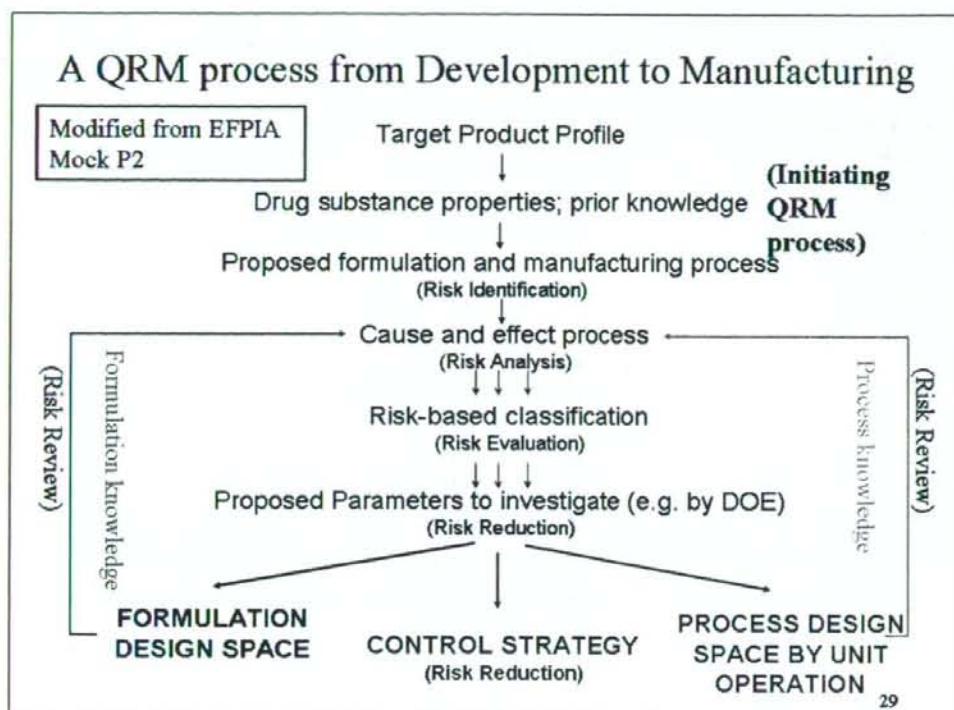 A QRM process from Development to Manufacturing
Modified from EFPIA
Mock P2
Target Product Profile
(Initiating
QRM
process)
Drug substance properties; prior knowledge
Proposed formulation and manufacturing process
(Risk Identification)
Cause and effect process
(Risk Analysis)
Risk-based classification
(Risk Evaluation)
Proposed Parameters to investigate (e.g. by DOE)
(Risk Reduction)
(Risk Review)
Formulation knowledge
Process knowledge
(Risk Review)
FORMULATION
DESIGN SPACE
CONTROL STRATEGY
(Risk Reduction)
PROCESS DESIGN
SPACE BY UNIT
OPERATION
29